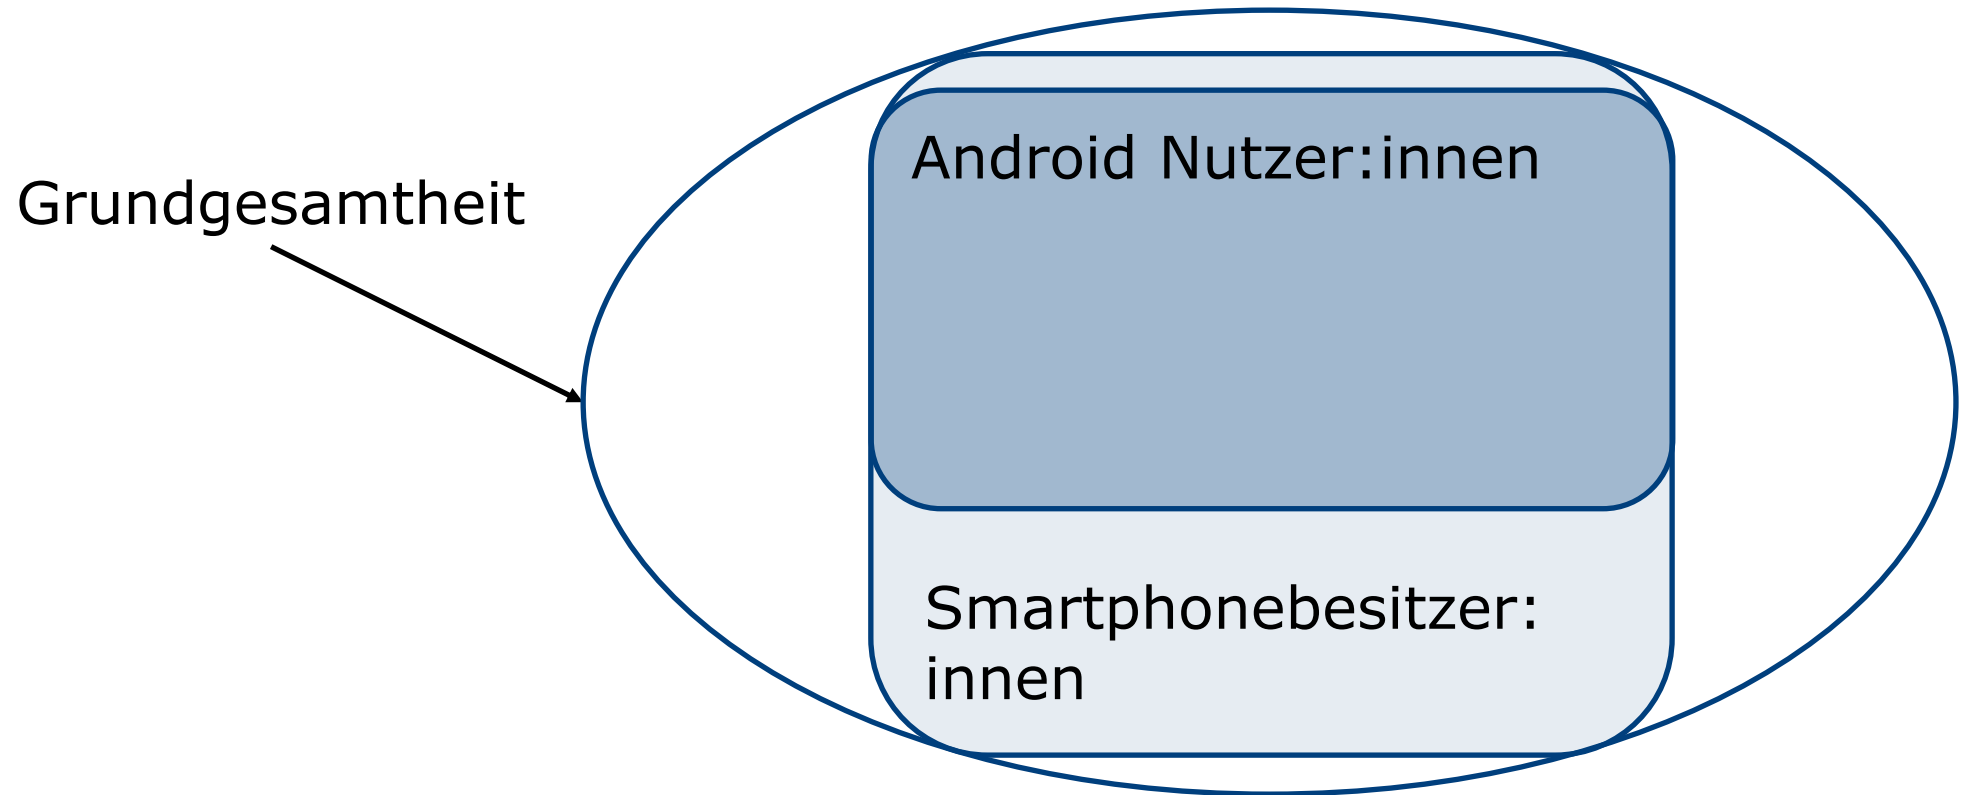 Grundgesamtheit
Android Nutzer:innen
Smartphonebesitzer:
innen